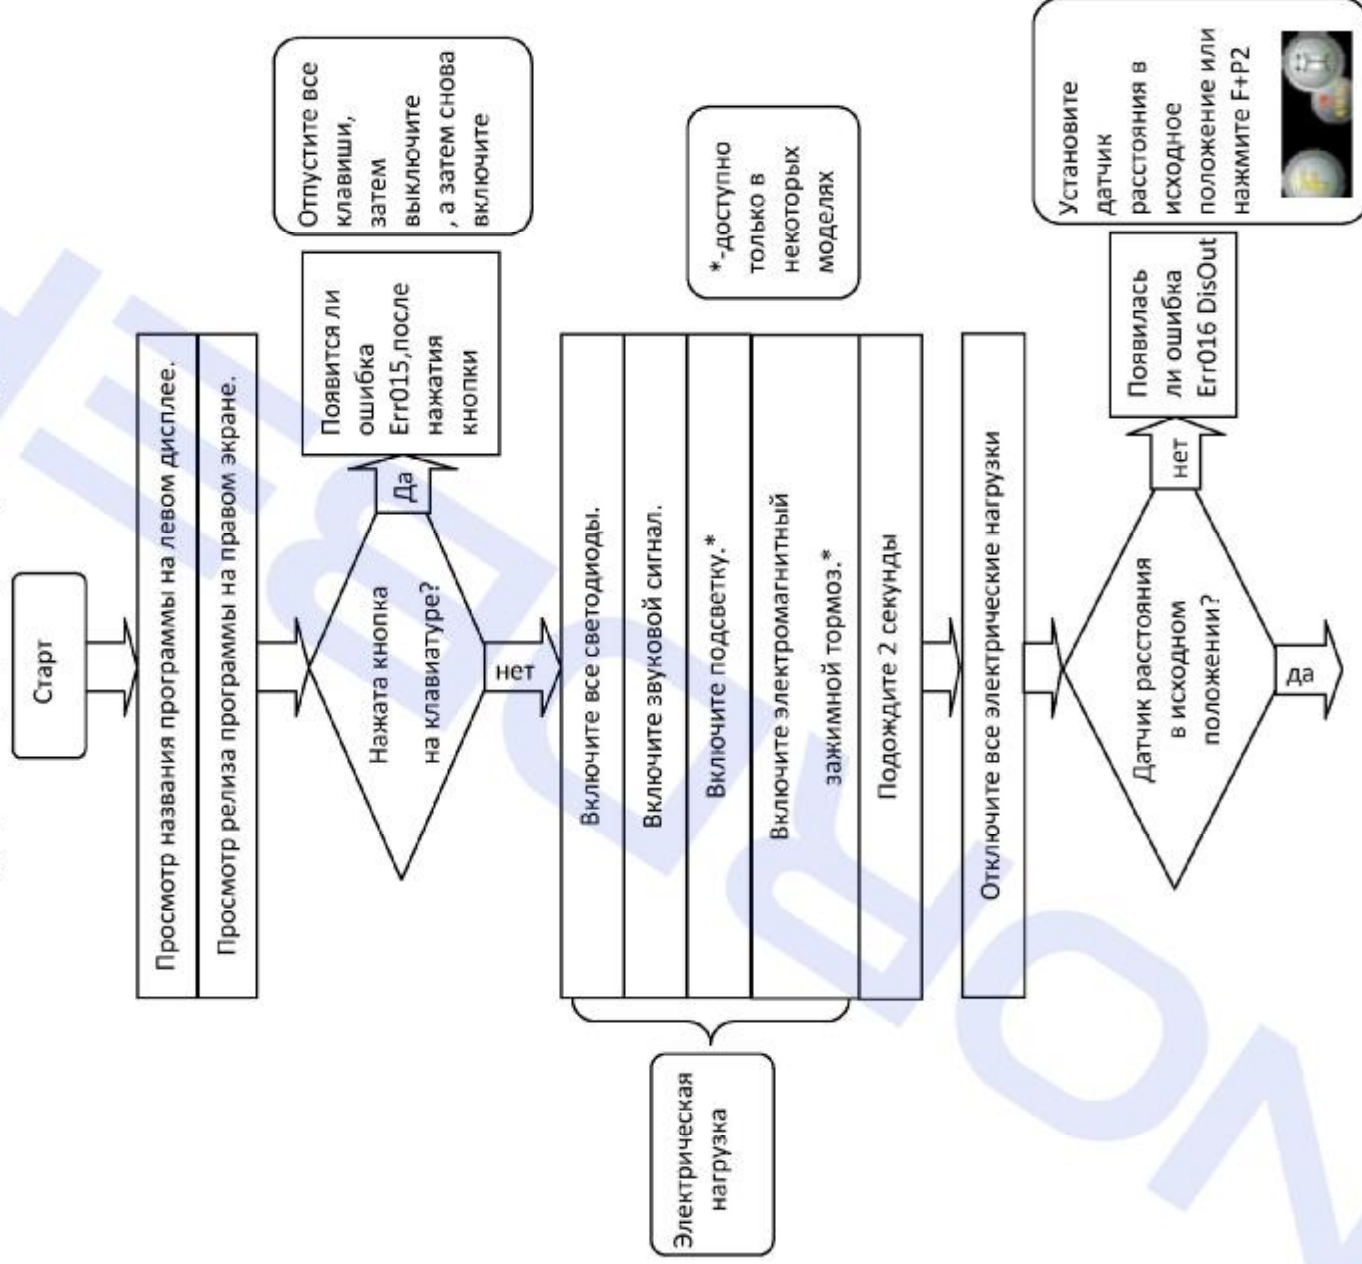 Старт
Просмотр названия программы на левом дисплее.
Просмотр релиза программы на правом экране.
Нажата кнопка
на клавиатуре?
Да
Появится ли
ошибка
Err015,после
нажатия
кнопки
Отпустите все
клавиши,
затем
выключите
, а затем снова
включите
нет
Электрическая
нагрузка
Включите все светодиоды.
Включите звуковой сигнал.
Включите подсветку.*
Включите электромагнитный
зажимной тормоз.*
Подождите 2 секунды
*-доступно
только в
некоторых
моделях
Отключите все электрические нагрузки
Датчик расстояния
в исходном
положении?
нет
Появилась
ли ошибка
Err016 DisOut
Установите
датчик
расстояния в
исходное
положение или
нажмите F+P2
да